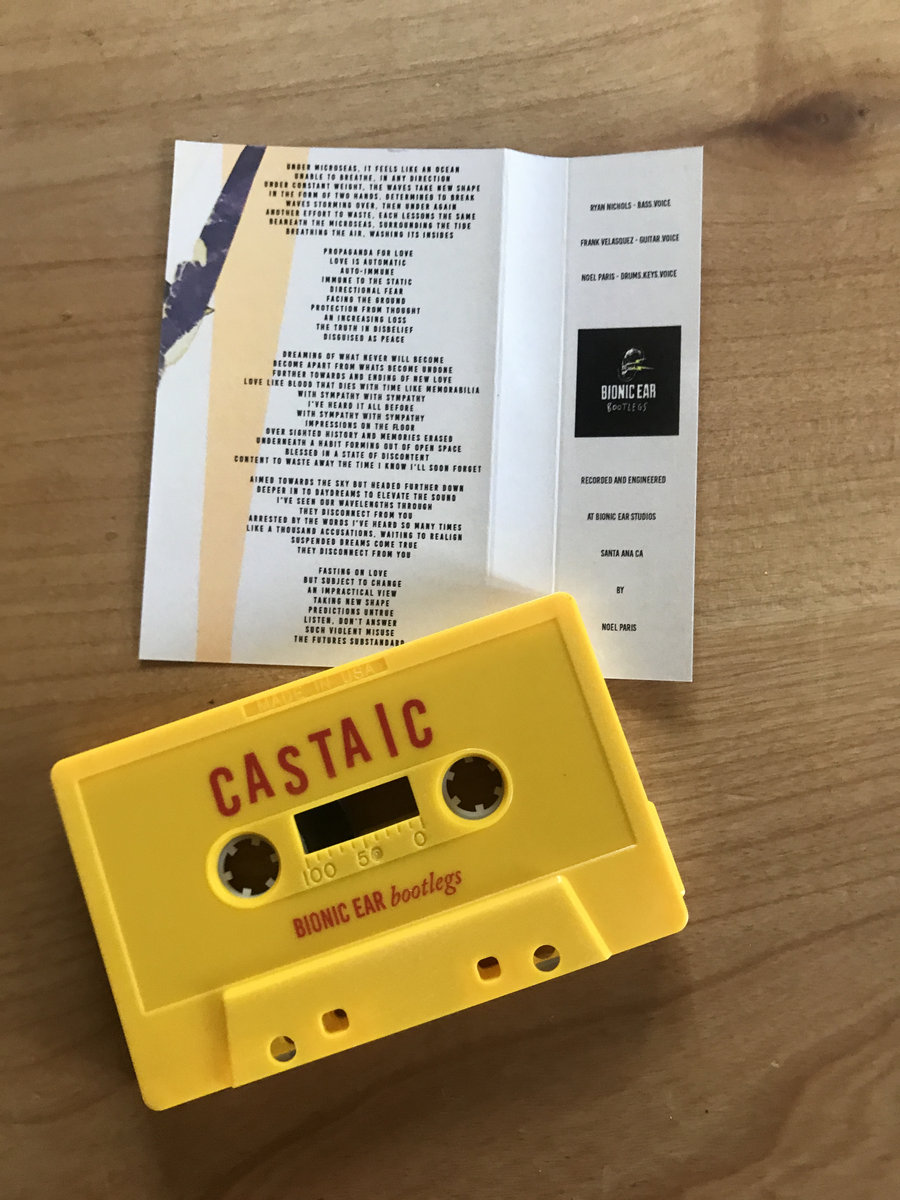 UNDER MICROSEAS, IT FEELS LIKE AN OCEAN
UNABLE TO BREATHE, IN ANY DIRECTION
UNDER CONSTANT WEIGHT, THE WAVES TAKE NEW SHAPE
IN THE FORM OF TWO HANDS, DETERMINED TO BREAK
WAVES STORMING OVER, THEN UNDER AGAIN
ANOTHER EFFORT TO WASTE, EACH LESSONS THE SAME
BEANEATH THE MICROSEAS, SURROUNDING THE TIDE
BREATHING THE AIR, WASHING ITS INSIDES
PROPAGANDA FOR LOVE
LOVE IS AUTOMATIC
AUTO-IMMUNE
IMMUNE TO THE STATIC
DIRECTIONAL FEAR
FACING THE GROUND
PROTECTION FROM THOUGHT
AN INCREASING LOSS
THE TRUTH IN DISBELIEF
DISGUISED AS PEACE
DREAMING OF WHAT NEVER WILL BECOME
BECOME APART FROM WHATS BECOME UNDONE
FURTHER TOWARDS AND ENDING OF NEW LOVE
LOVE LIKE BLOOD THAT DIES WITH TIME LIKE MEMORABILIA
WITH SYMPATHY WITH SYMPATHY
I'VE HEARD IT ALL BEFORE
WITH SYMPATHY WITH SYMPATHY
IMPRESSIONS ON THE FLOOR
OVER SIGHTED HISTORY AND MEMORIES ERASED
UNDERNEATH A HABIT FORMING OUT OF OPEN SPACE
BLESSED IN A STATE OF DISCONTENT
CONTENT TO WASTE AWAY THE TIME I KNOW I'LL SOON FORGET
AIMED TOWARDS THE SKY BUT HEADED FURTHER DOWN
DEEPER IN TO DAYDREAMS TO ELEVATE THE SOUND
I'VE SEEN OUR WAVELENGTHS THROUGH
THEY DISCONNECT FROM YOU
ARRESTED BY THE WORDS I'VE HEARD SO MANY TIMES
LIKE A THOUSAND ACCUSATIONS, WAITING TO REALIGN
SUSPENDED DREAMS COME TRUE
THEY DISCONNECT FROM YOU
FASTING ON LOVE
BUT SUBJECT TO CHANGE
AN IMPRACTICAL VIEW
TAKING NEW SHAPE
PREDICTIONS UNTRUE
LISTEN, DON'T ANSWER
SUCH VIOLENT MISUSE
THE FUTURES SUBSTANDARD
RYAN NICHOLS - BASS.VOICE
FRANK VELASQUEZ - GUITAR.VOICE
NOEL PARIS - DRUMS.KEYS.VOICE
BIONIC EAR
BOOTLEGS
RECORDED AND ENGINEERED
AT BIONIC EAR STUDIOS
SANTA ANA CA
BY
NOEL PARIS
MADE IN USA
CASTAIC
100 50 0
BIONIC EAR bootlegs